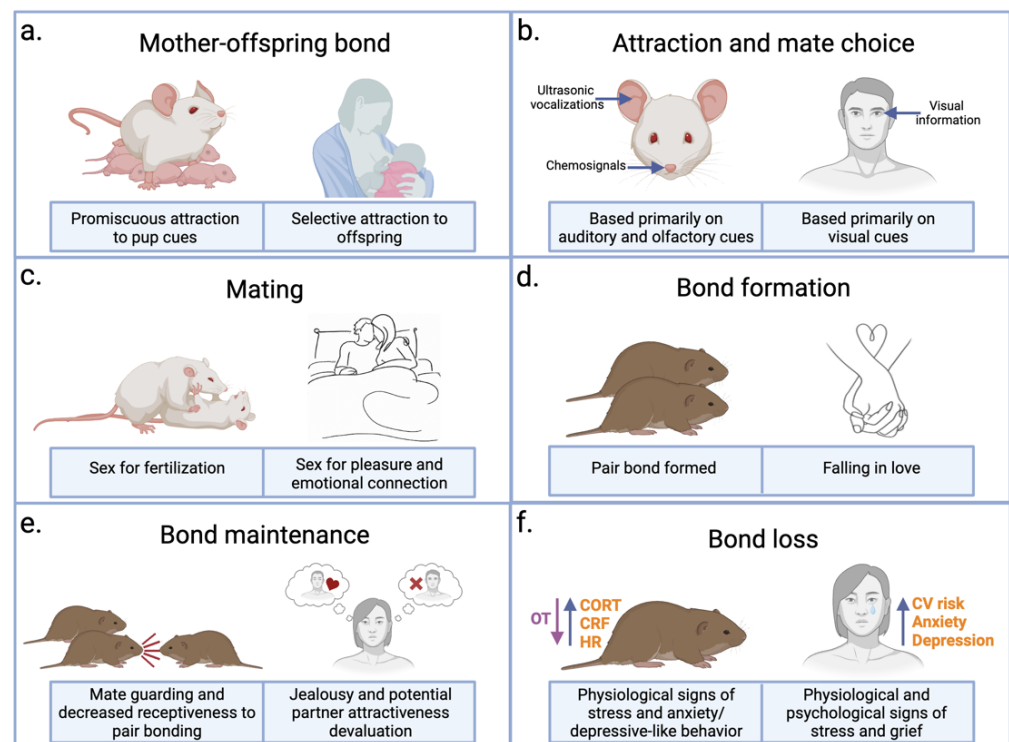 a.
Mother-offspring bond
Promiscuous attraction
to pup cues
Selective attraction to
offspring
b.
Attraction and mate choice
Ultrasonic
vocalizations
Chemosignals
Visual
information
Based primarily on
auditory and olfactory cues
Based primarily on
visual cues
c.
Mating
Sex for fertilization
Sex for pleasure and
emotional connection
d.
Bond formation
Pair bond formed
Falling in love
e.
Bond maintenance
Mate guarding and
decreased receptiveness to
pair bonding
Jealousy and potential
partner attractiveness
devaluation
f.
Bond loss
OT
CORT
CRF
HR
CV risk
Anxiety
Depression
Physiological signs of
stress and anxiety/
depressive-like behavior
Physiological and
psychological signs of
stress and grief